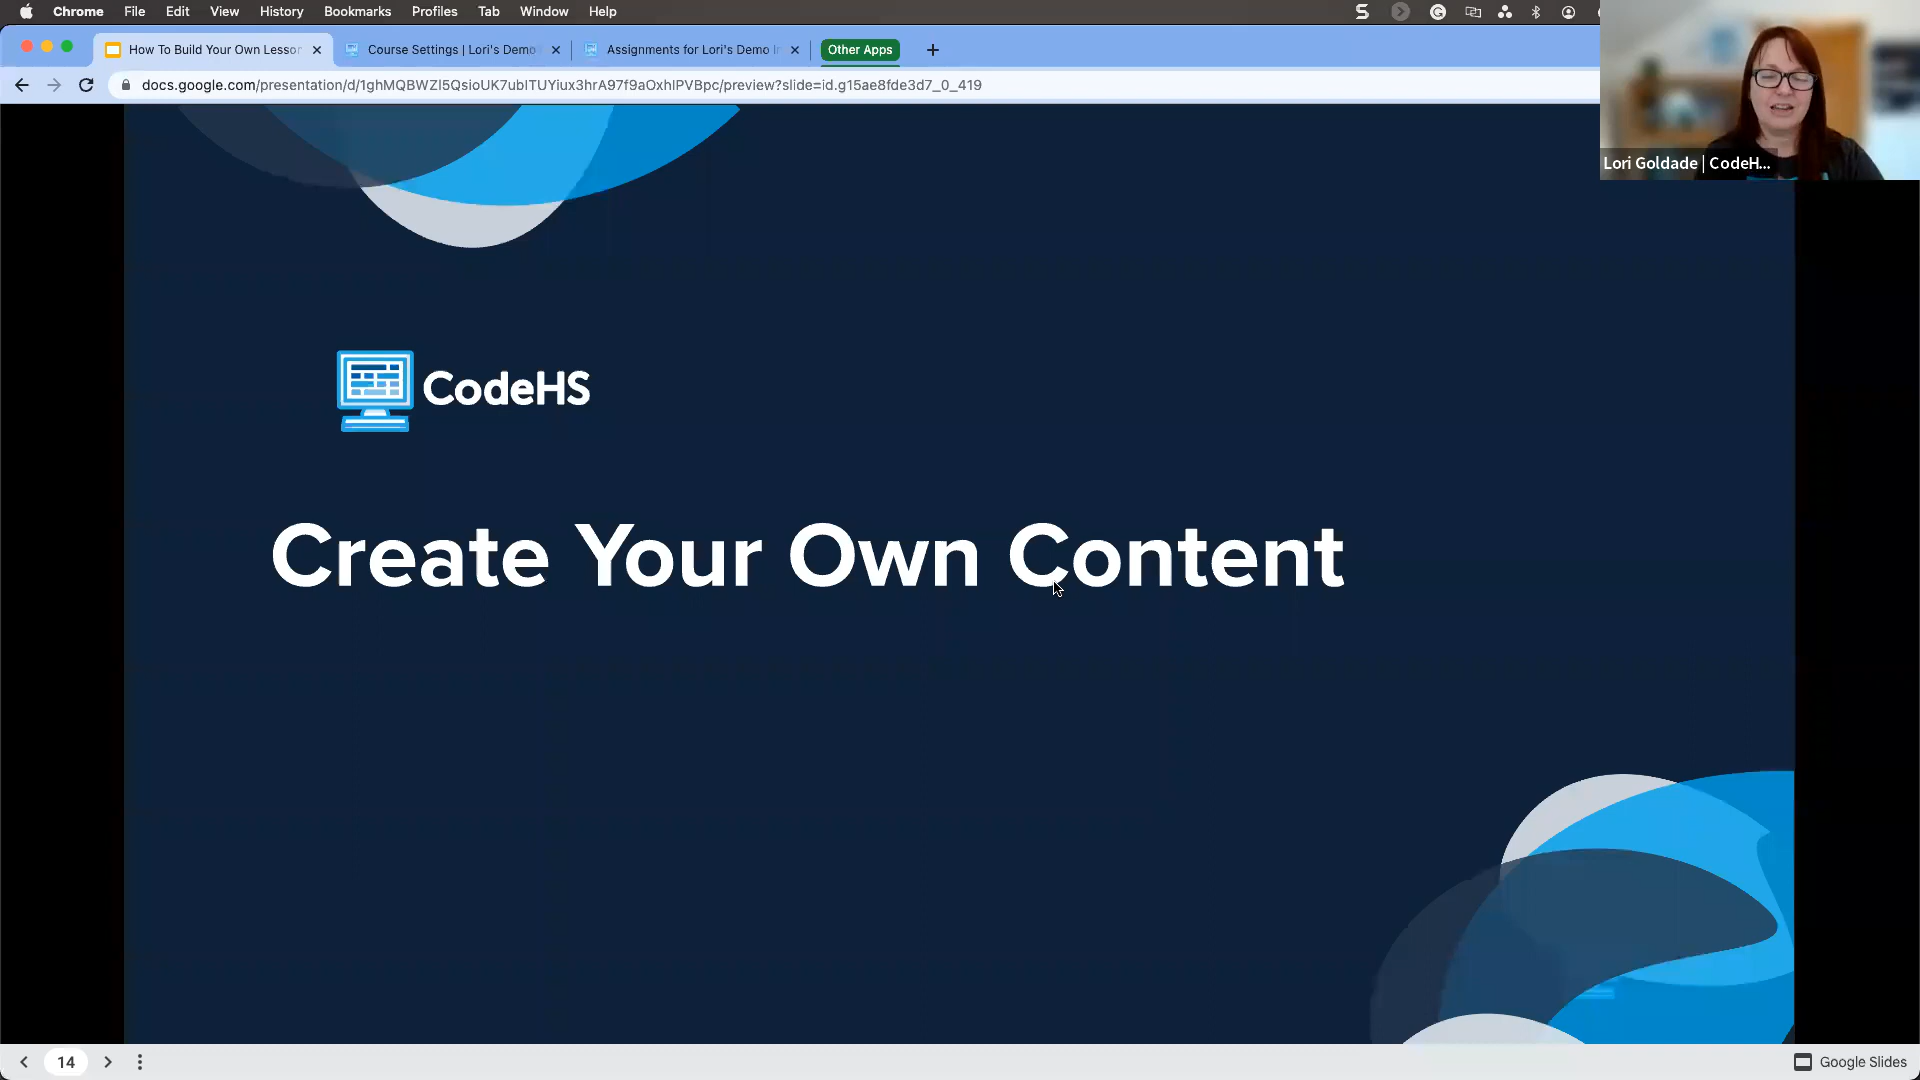 Chrome File Edit View History Bookmarks Profiles Tab Window Help
How To Build Your Own Lesson
Course Settings | Lori's Demo
Assignments for Lori's Demo
Other Apps
docs.google.com/presentation/d/1ghMQBWZI5QsioUK7ubITUYiux3hrA97f9aOxhIPVBpc/preview?slide=id.g15ae8fde3d7_0_419
Lori Goldade | CodeH...
CodeHS
Create Your Own Content
14
Google Slides